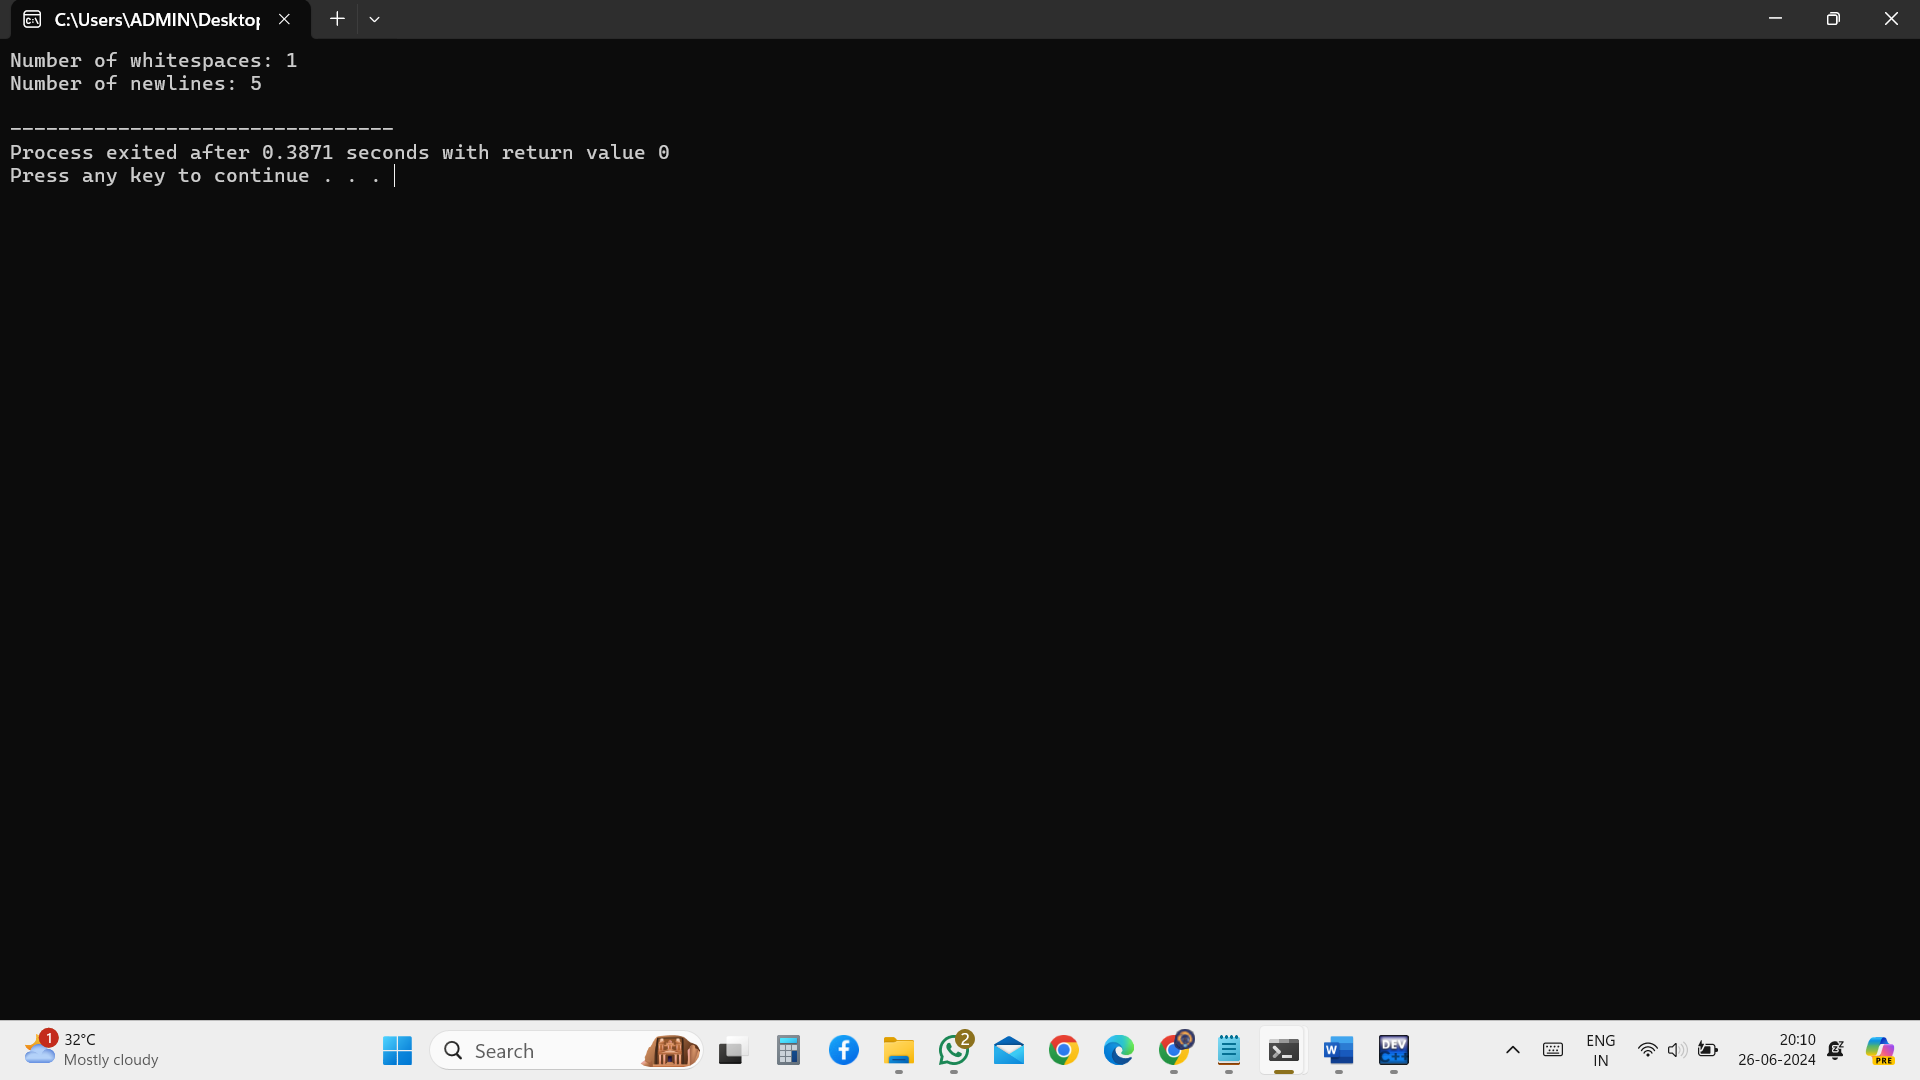 C:\Users\ADMIN\Desktop
Number of whitespaces: 1
Number of newlines: 5
--------------------------------
Process exited after 0.3871 seconds with return value 0
Press any key to continue . . .
1
32°C
Mostly cloudy
Search
2
W
DEV
C++
ENG
IN
20:10
26-06-2024
PRE